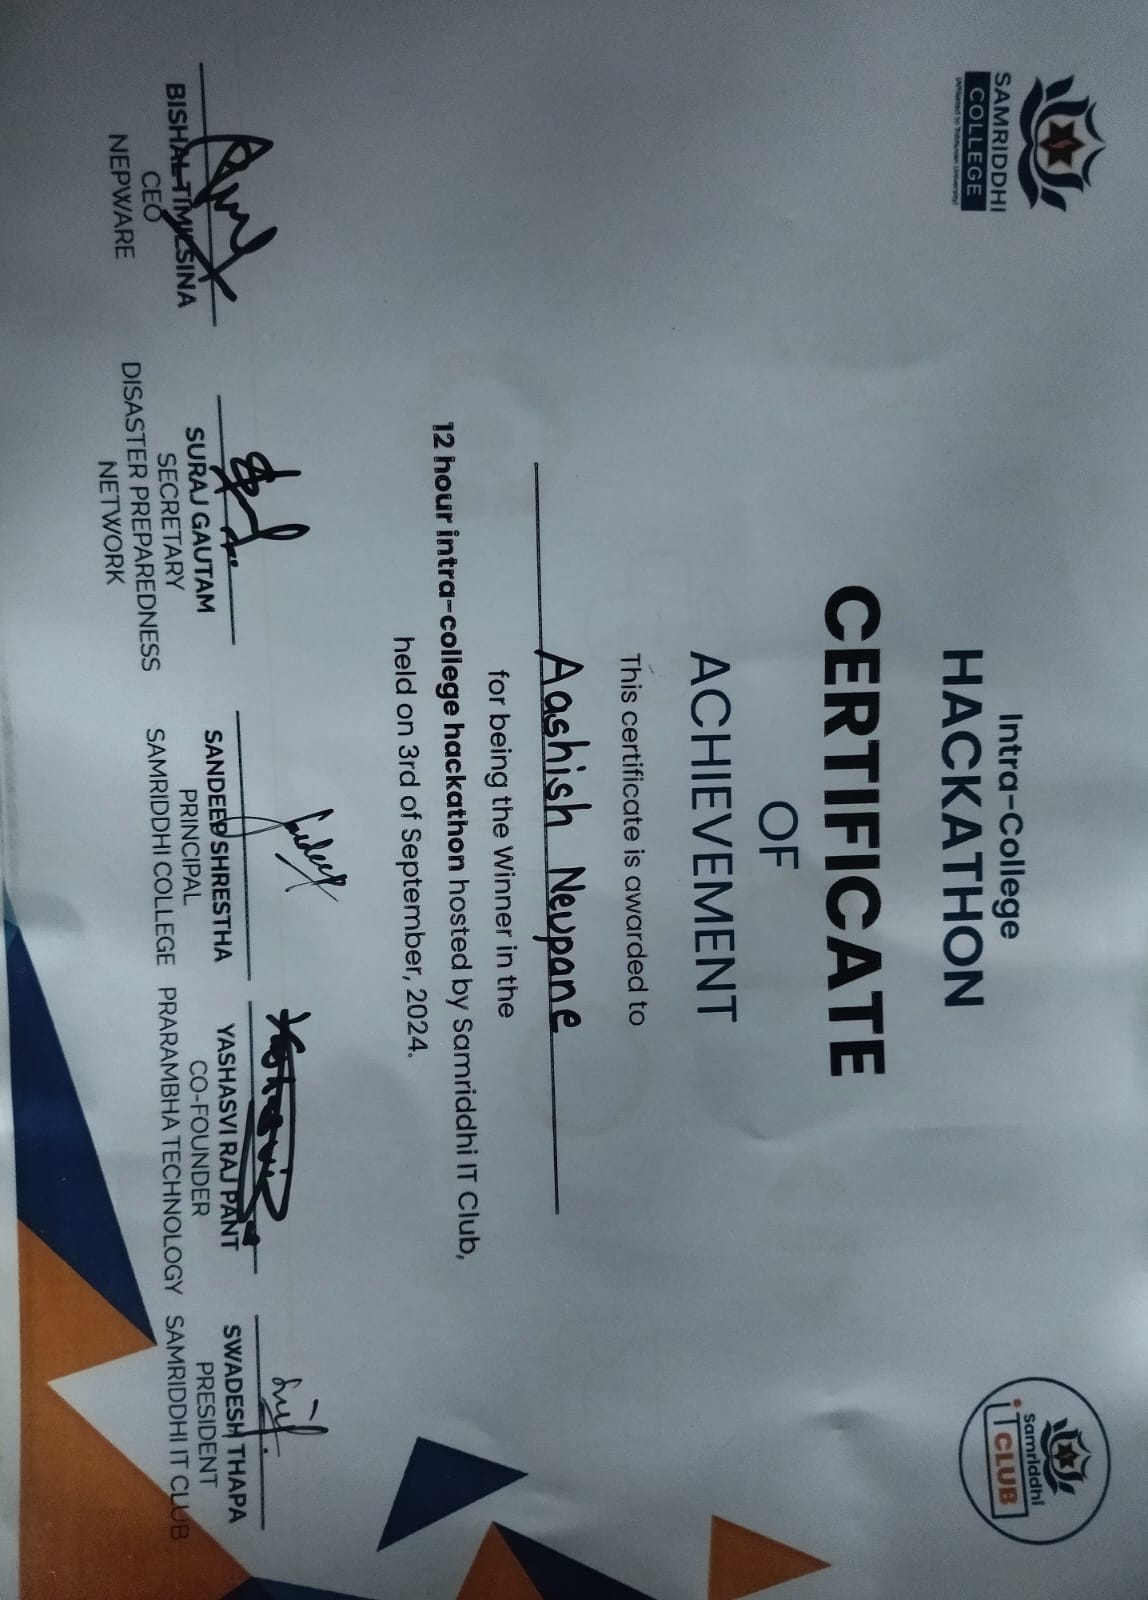 SAMRIDDHI
COLLEGE
(Affiliated to Tribhuvan University)
Samriddhi
iT CLUB
Intra-College
HACKATHON
CERTIFICATE
OF
ACHIEVEMENT
This certificate is awarded to
Aashish Neupane
for being the Winner in the
12 hour intra-college hackathon hosted by Samriddhi IT Club,
held on 3rd of September, 2024.
BISHAL TIMILSINA
CEO
NEPWARE
SURAJ GAUTAM
SECRETARY
DISASTER PREPAREDNESS
NETWORK
Sandeep
SANDEEP SHRESTHA
PRINCIPAL
SAMRIDDHI COLLEGE
Yashasvi
YASHASVI RAJ PANT
CO-FOUNDER
PRARAMBHA TECHNOLOGY
SWADESH THAPA
PRESIDENT
SAMRIDDHI IT CLUB